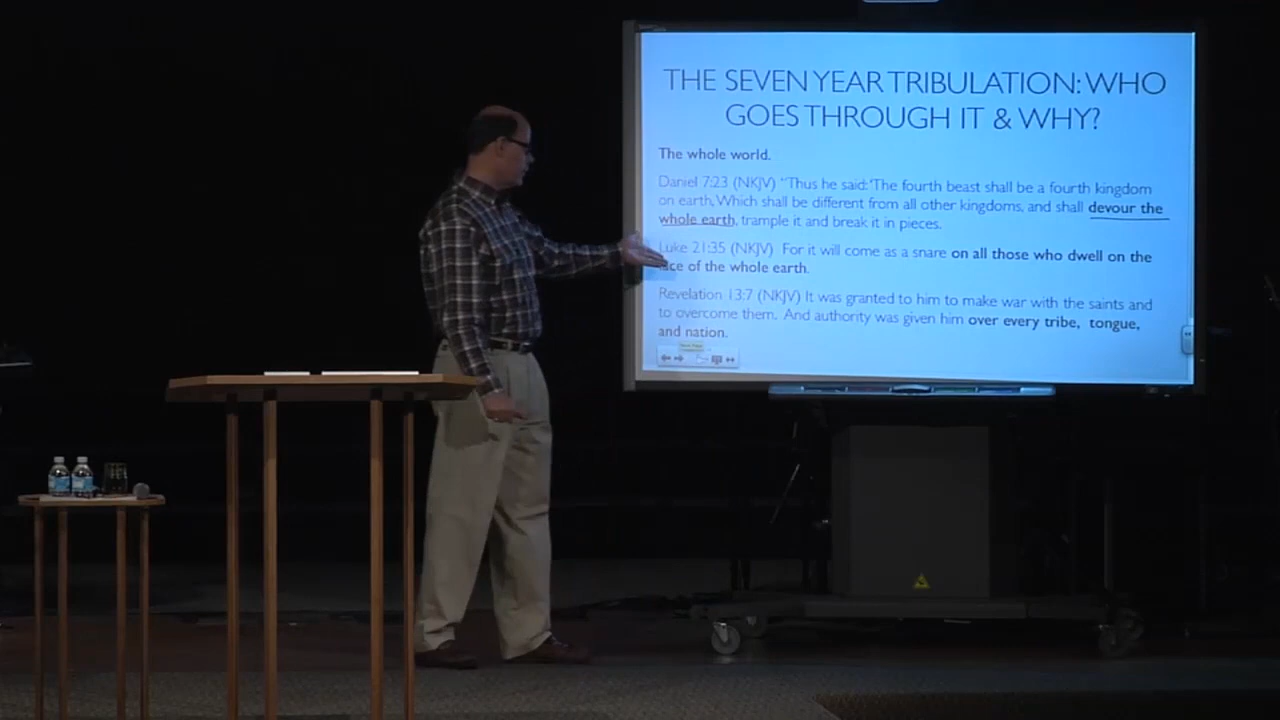 THE SEVEN YEAR TRIBULATION: WHO
GOES THROUGH IT & WHY?
The whole world.
Daniel 7:23 (NKJV) "Thus he said: 'The fourth beast shall be a fourth kingdom
on earth, Which shall be different from all other kingdoms, and shall devour the
whole earth, trample it and break it in pieces.
Luke 21:35 (NKJV) For it will come as a snare on all those who dwell on the
face of the whole earth.
Revelation 13:7 (NKJV) It was granted to him to make war with the saints and
to overcome them. And authority was given him over every tribe, tongue,
and nation.